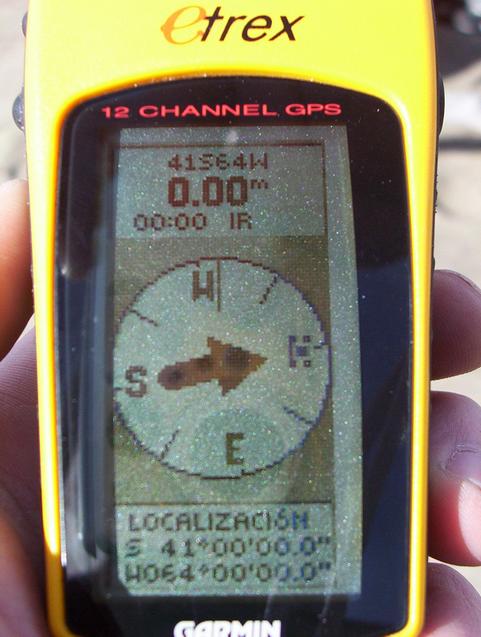 etrex
12 CHANNEL GPS
41S64W
0.00m
00:00 IR
W
S
E
LOCALIZACIÓN
S 41°00'00.0"
W064°00'00.0"
GARMIN